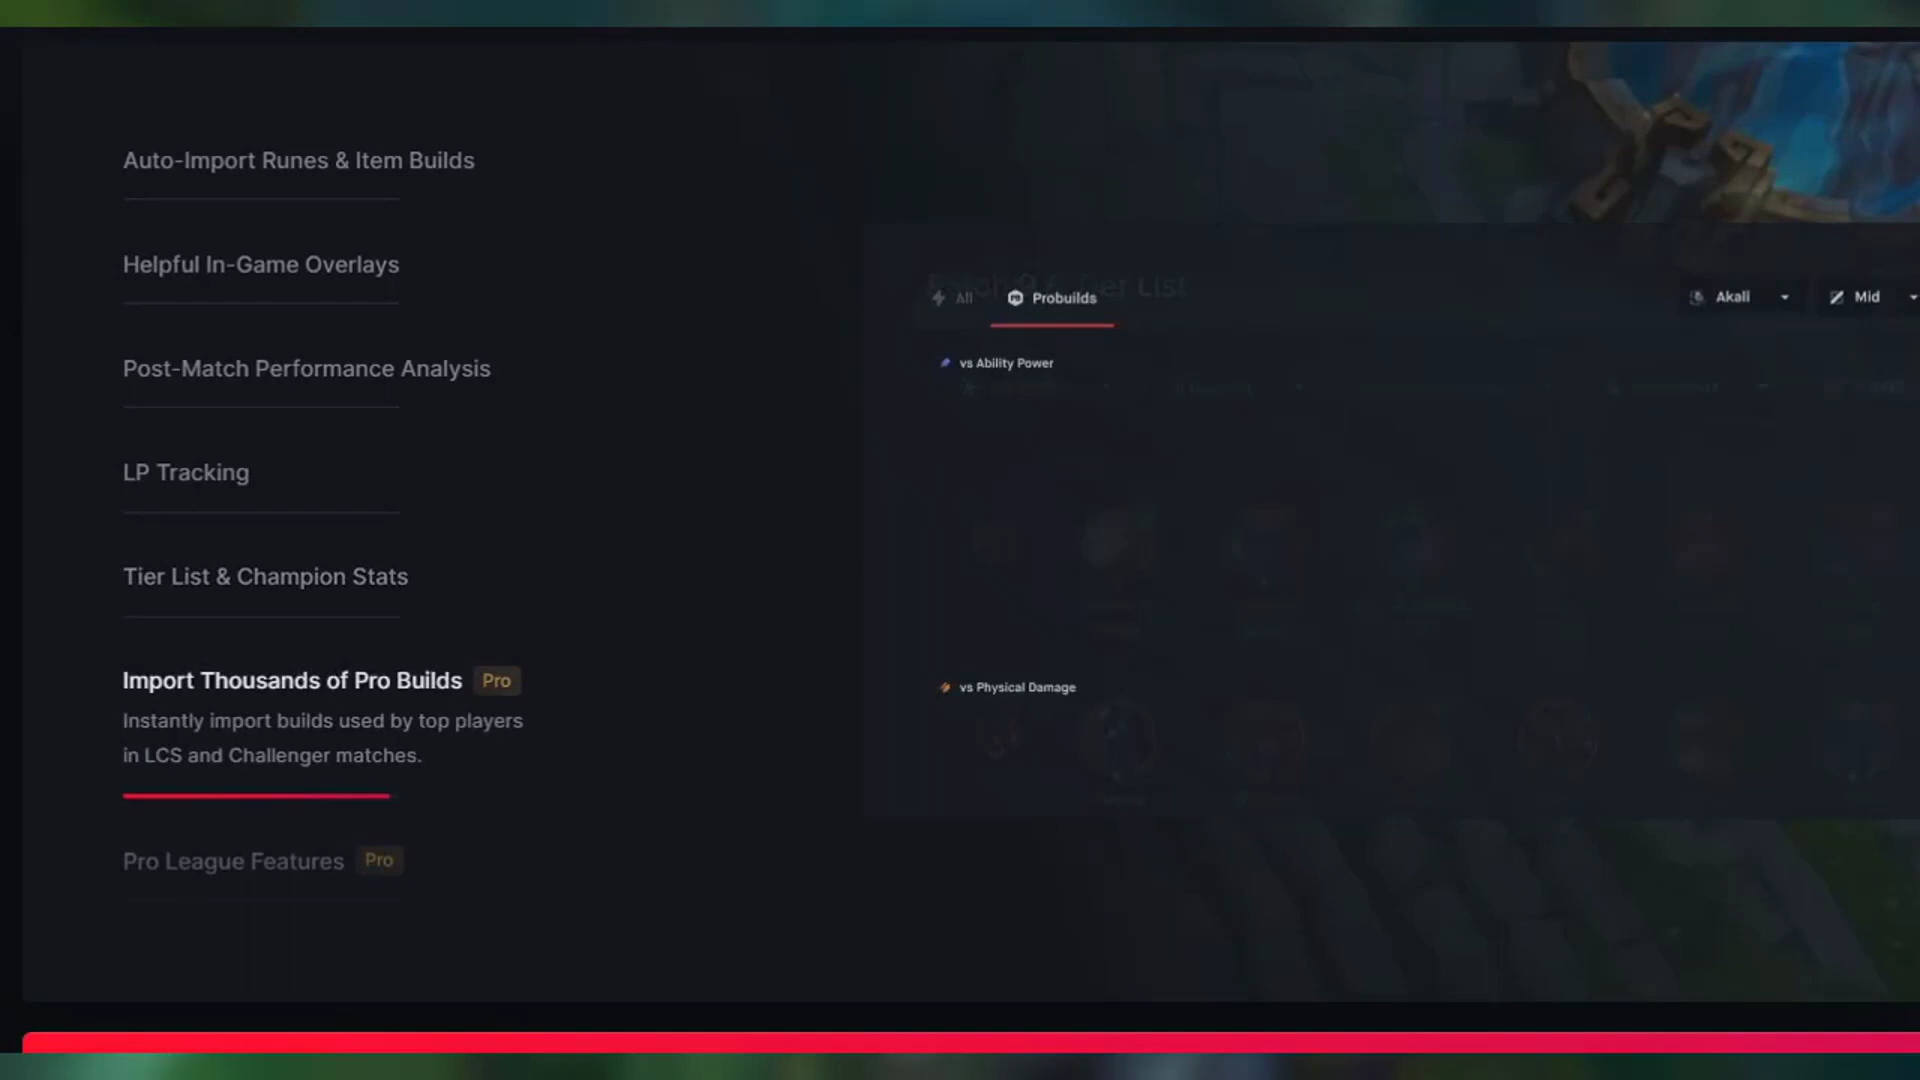 Auto-Import Runes & Item Builds
Helpful In-Game Overlays
Post-Match Performance Analysis
LP Tracking
Tier List & Champion Stats
Import Thousands of Pro Builds Pro
Instantly import builds used by top players
in LCS and Challenger matches.
Pro League Features Pro
Tier List
All Probuilds Akali Mid
vs Ability Power
vs Physical Damage